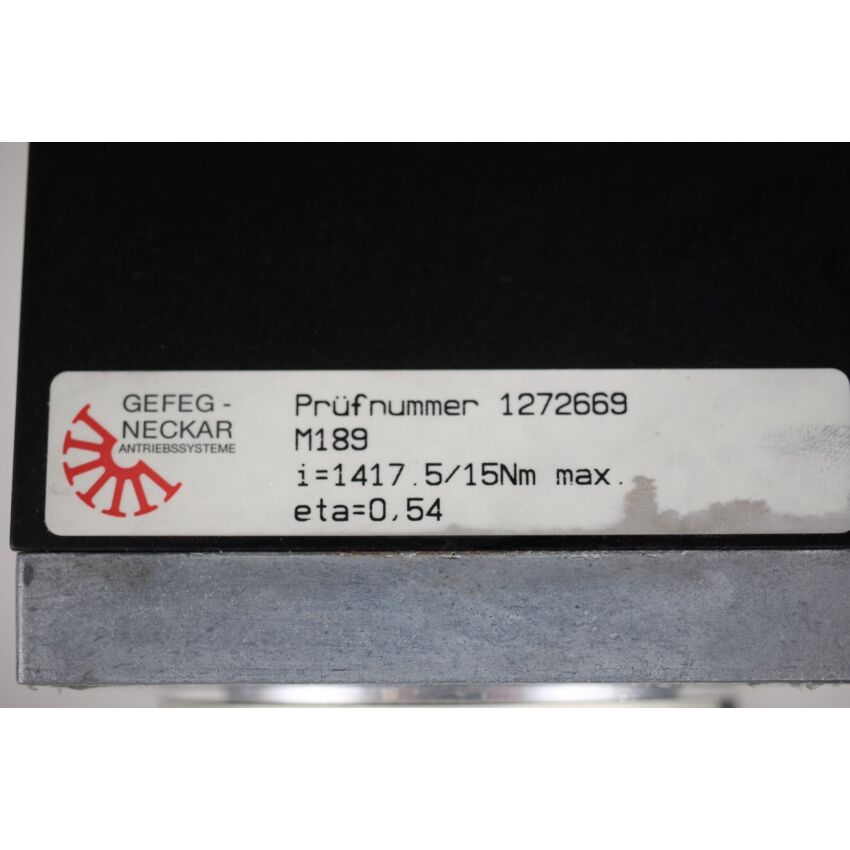 GEFEG -
NECKAR
ANTRIEBSSYSTEME
Prüfnummer 1272669
M189
i=1417.5/15Nm max.
eta=0,54